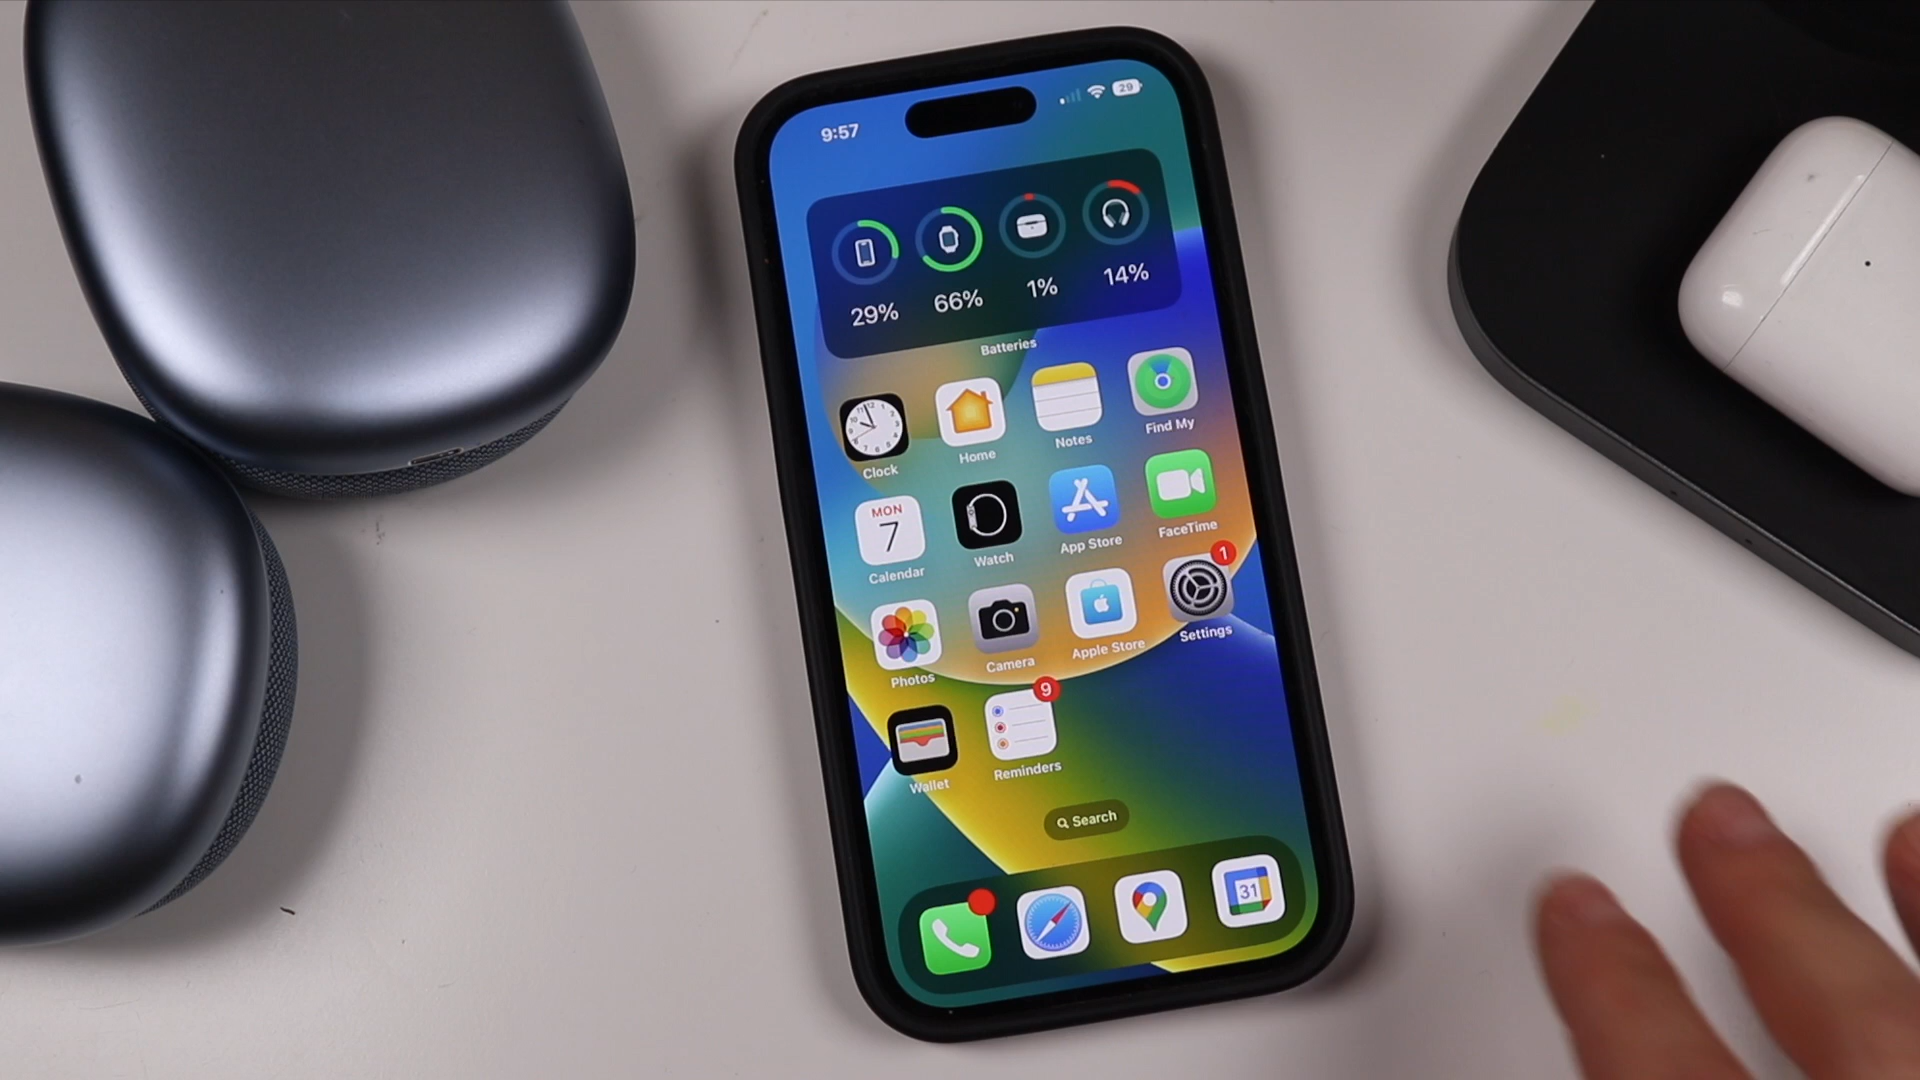 9:57
29
29%
66%
1%
14%
Batteries
Clock
Home
Notes
Find My
MON
7
Calendar
Watch
App Store
FaceTime
1
Photos
Camera
Apple Store
Settings
9
Wallet
Reminders
Search
31